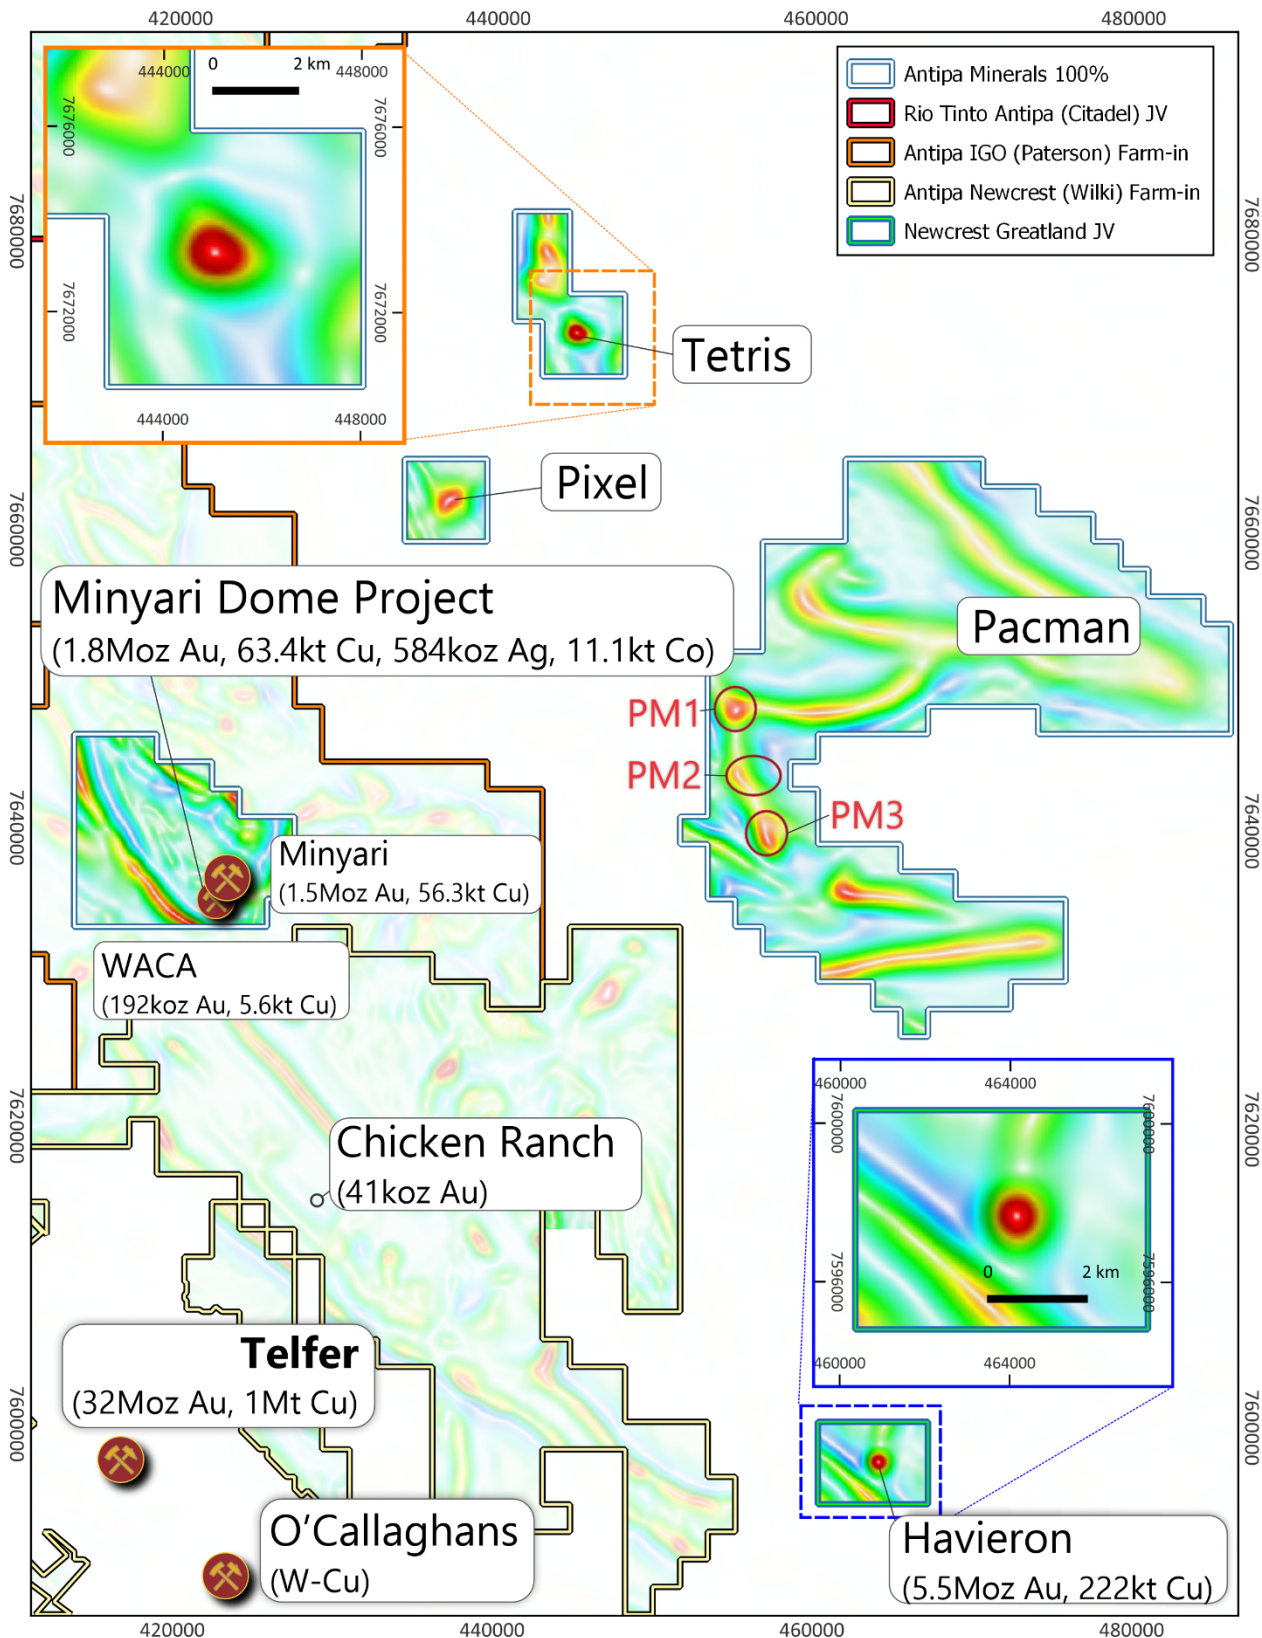 420000
440000
460000
480000
444000
0
2 km
448000
7676000
7676000
7672000
7672000
444000
448000
Antipa Minerals 100%
Rio Tinto Antipa (Citadel) JV
Antipa IGO (Paterson) Farm-in
Antipa Newcrest (Wilki) Farm-in
Newcrest Greatland JV
7680000
7680000
Tetris
Pixel
7660000
7660000
Minyari Dome Project
(1.8Moz Au, 63.4kt Cu, 584koz Ag, 11.1kt Co)
Pacman
PM1
PM2
PM3
7640000
7640000
Minyari
(1.5Moz Au, 56.3kt Cu)
WACA
(192koz Au, 5.6kt Cu)
7620000
7620000
Chicken Ranch
(41koz Au)
460000
464000
7600000
7600000
7596000
7596000
0
2 km
460000
464000
Telfer
(32Moz Au, 1Mt Cu)
7600000
7600000
O'Callaghans
(W-Cu)
Havieron
(5.5Moz Au, 222kt Cu)
420000
440000
460000
480000